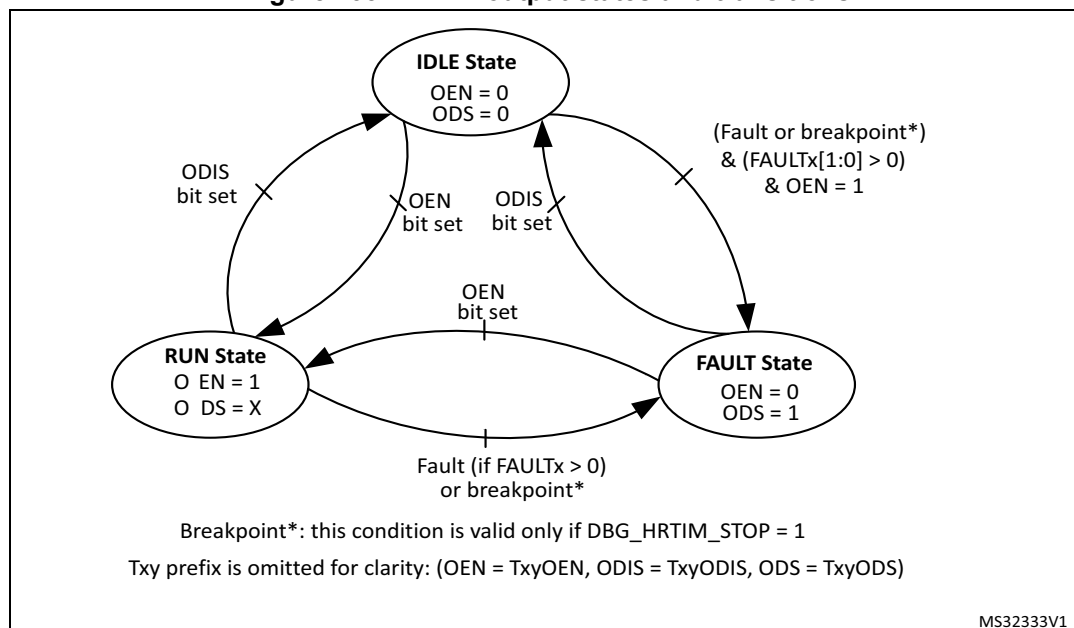 IDLE State
OEN = 0
ODS = 0
(Fault or breakpoint*)
& (FAULTx[1:0] > 0)
& OEN = 1
ODIS
bit set
OEN
bit set
ODIS
bit set
OEN
bit set
RUN State
O EN = 1
O DS = X
FAULT State
OEN = 0
ODS = 1
Fault (if FAULTx > 0)
or breakpoint*
Breakpoint*: this condition is valid only if DBG_HRTIM_STOP = 1
Txy prefix is omitted for clarity: (OEN = TxyOEN, ODIS = TxyODIS, ODS = TxyODS)
MS32333V1